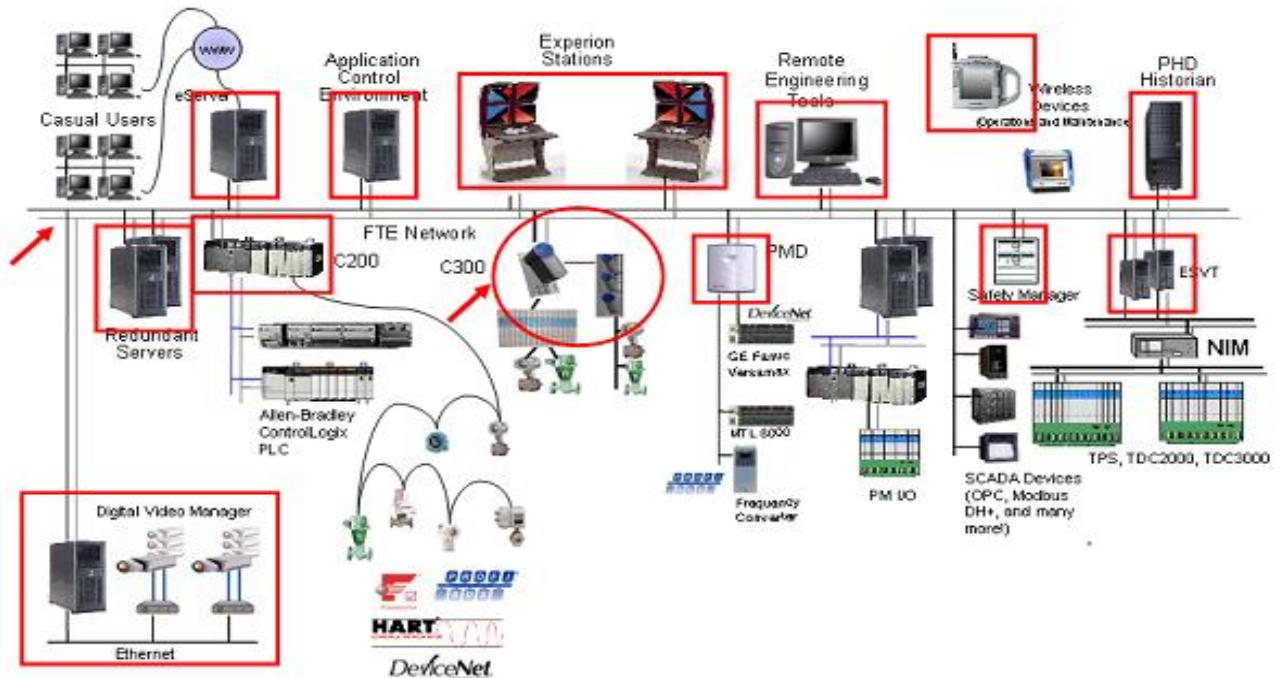 www
eServer
Casual Users
Application
Control
Environment
Experion
Stations
Remote
Engineering
Tools
Wireless
Devices
(Operations and Maintenance
PHD
Historian
FTE Network
C200
C300
PMD
Safety Manager
ESVT
Redundant
Servers
Allen-Bradley
ControlLogix
PLC
DeviceNet
GE Fanuc
Versamax
MTL 8000
Frequency
Converter
PM I/O
NIM
TPS, TDC2000, TDC3000
SCADA Devices
(OPC, Modbus
DH+, and many
more!)
Digital Video Manager
Ethernet
PROFI
BUS
HART
DeviceNet